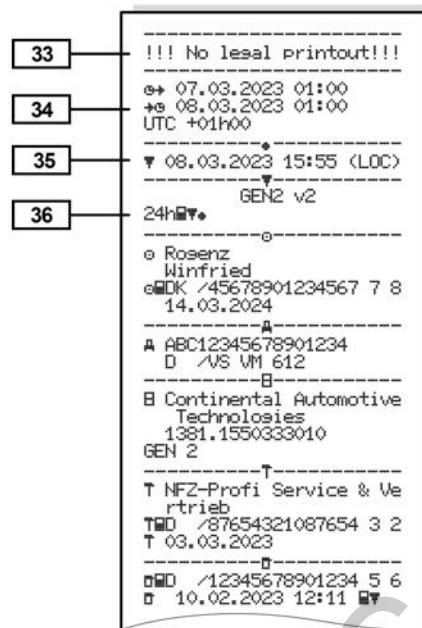 33
!!! No legal printout!!!
34
07.03.2023 01:00
08.03.2023 01:00
UTC +01h00
35
▼ 08.03.2023 15:55 (LOC)
GEN2 v2
36
24h
Rogenz
Winfried
DK /45678901234567 7 8
14.03.2024
ABC12345678901234
D /VS VM 612
Continental Automotive
Technologies
1381.1550333010
GEN 2
T NFZ-Profi Service & Ve
rtrieb
T D /87654321087654 3 2
T 03.03.2023
D /12345678901234 5 6
10.02.2023 12:11